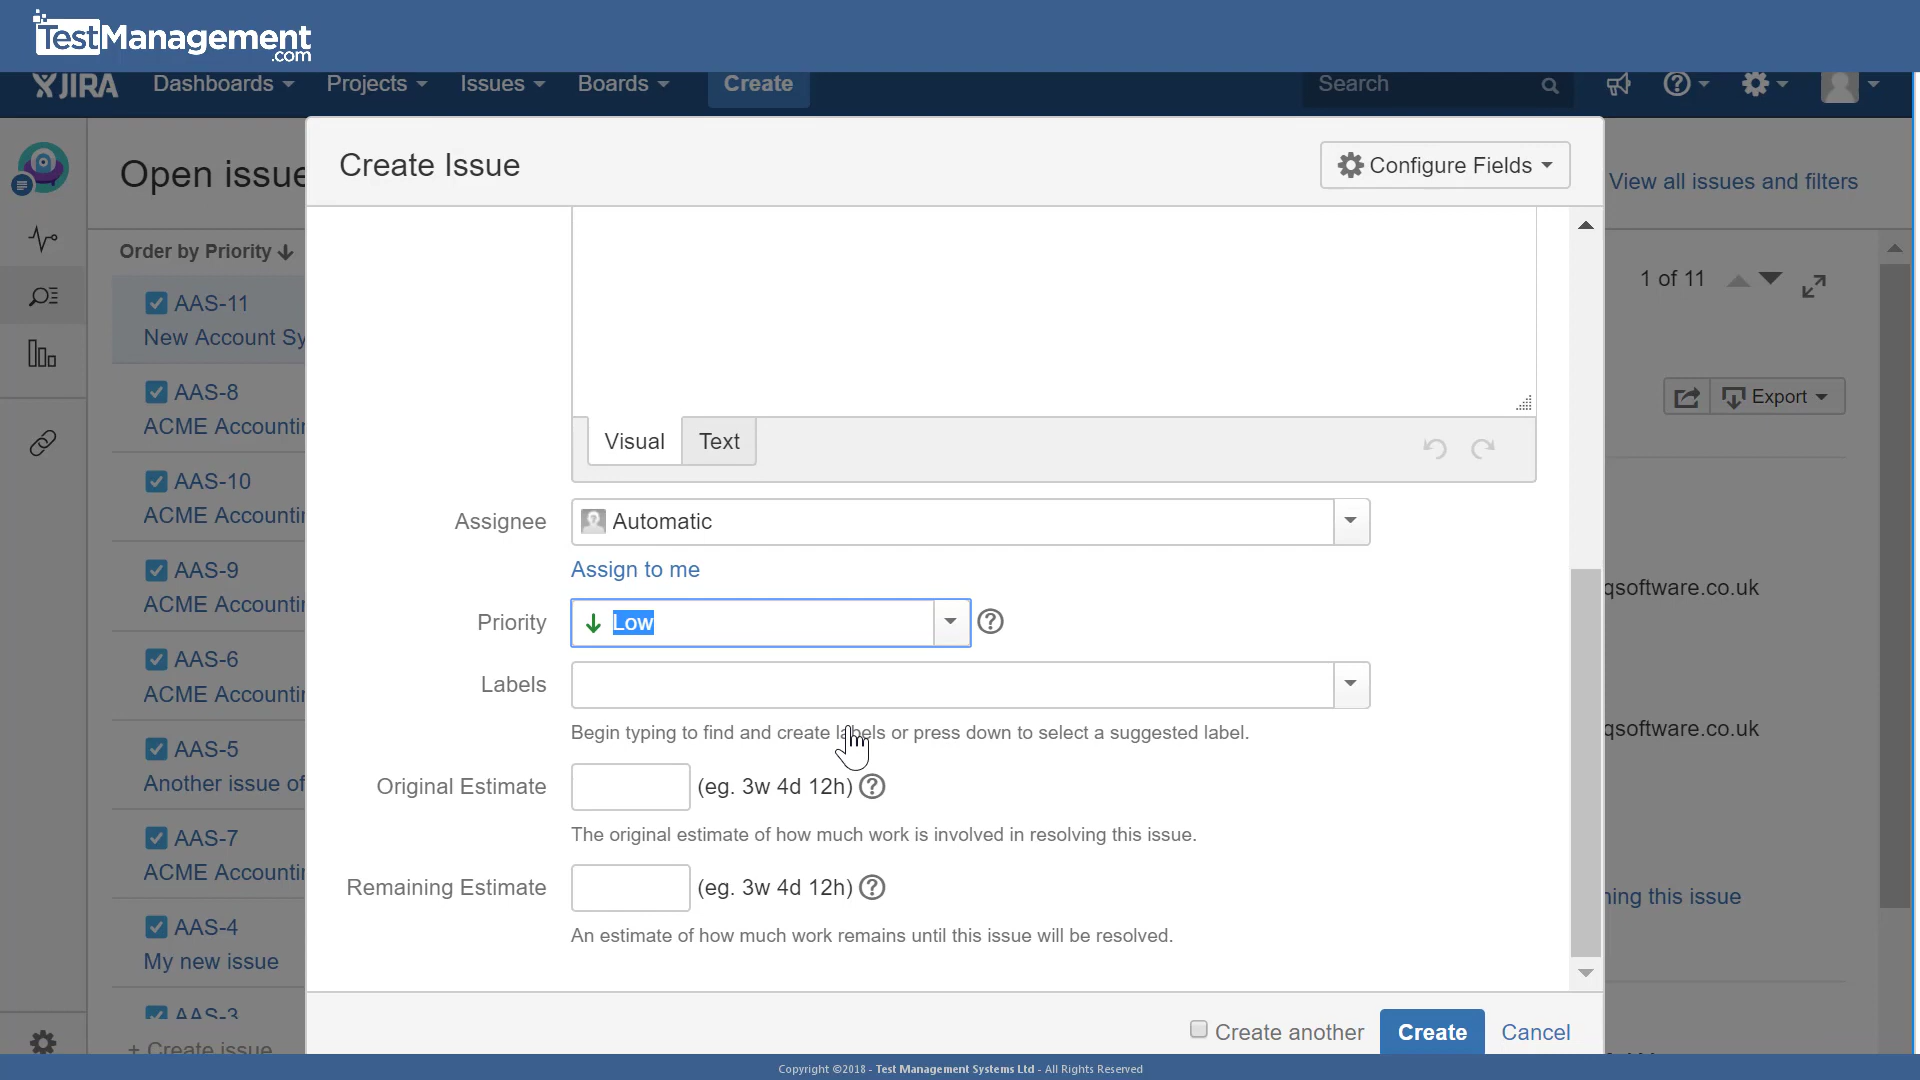 TestManagement
.com
JIRA Dashboards Projects Issues Boards Create Search
Open issue
View all issues and filters
Create Issue
Configure Fields
Order by Priority
1 of 11
AAS-11
New Account Sy
AAS-8
ACME Accountin
Export
AAS-10
ACME Accountin
AAS-9
ACME Accountin
AAS-6
ACME Accountin
AAS-5
Another issue of
AAS-7
ACME Accountin
AAS-4
My new issue
AAS-3
+ Create issue
Visual Text
Assignee Automatic
Assign to me
Priority Low
Labels
Begin typing to find and create labels or press down to select a suggested label.
Original Estimate (eg. 3w 4d 12h)
The original estimate of how much work is involved in resolving this issue.
Remaining Estimate (eg. 3w 4d 12h)
An estimate of how much work remains until this issue will be resolved.
qsoftware.co.uk
qsoftware.co.uk
ning this issue
Create another Create Cancel
Copyright ©2018 - Test Management Systems Ltd - All Rights Reserved